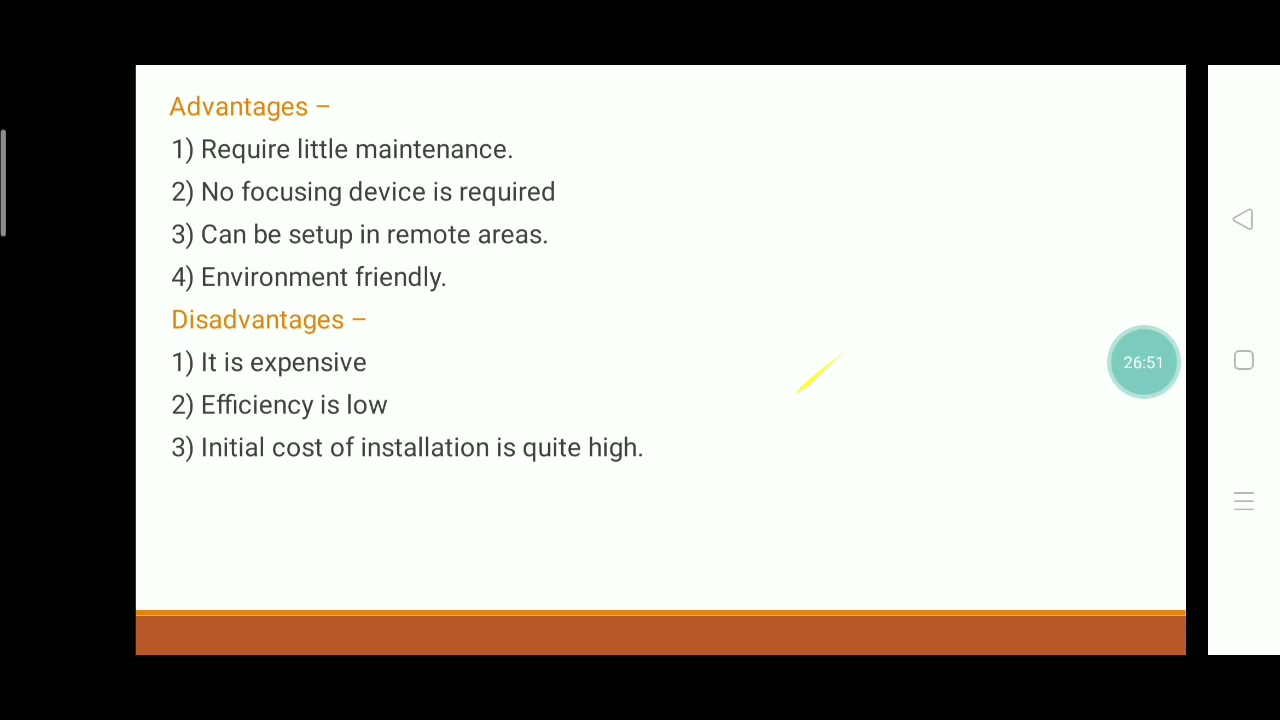 Advantages –
1) Require little maintenance.
2) No focusing device is required
3) Can be setup in remote areas.
4) Environment friendly.
Disadvantages –
1) It is expensive
2) Efficiency is low
3) Initial cost of installation is quite high.
26:51